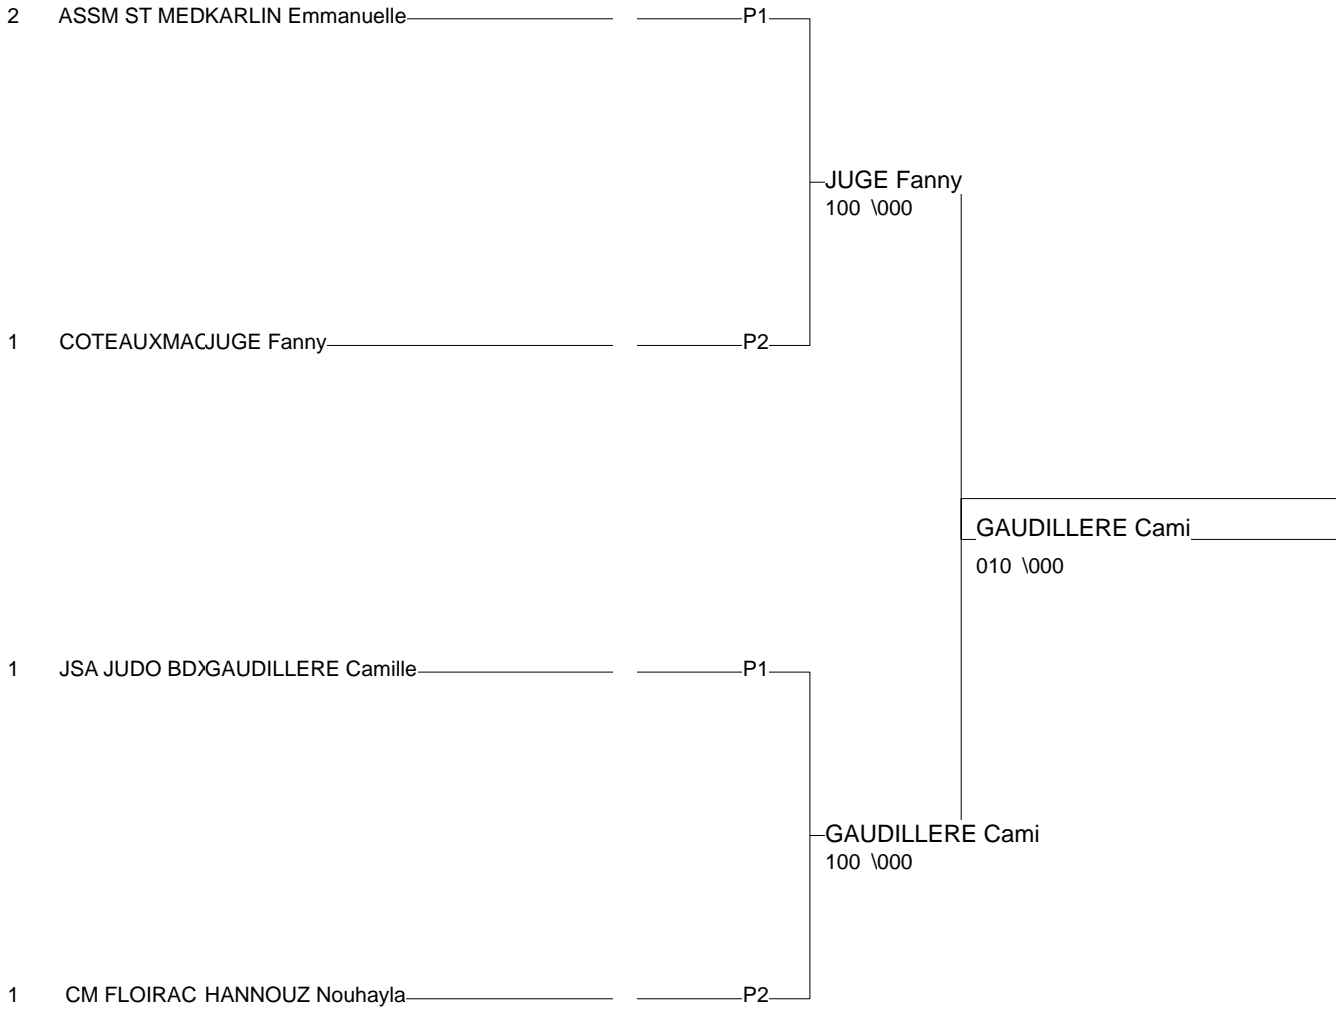 2 ASSM ST MEDKARLIN Emmanuelle P1
JUGE Fanny
100 \000
1 COTEAUXMACJUGE Fanny P2
GAUDILLERE Cami
010 \000
1 JSA JUDO BDXGAUDILLERE Camille P1
GAUDILLERE Cami
100 \000
1 CM FLOIRAC HANNOUZ Nouhayla P2